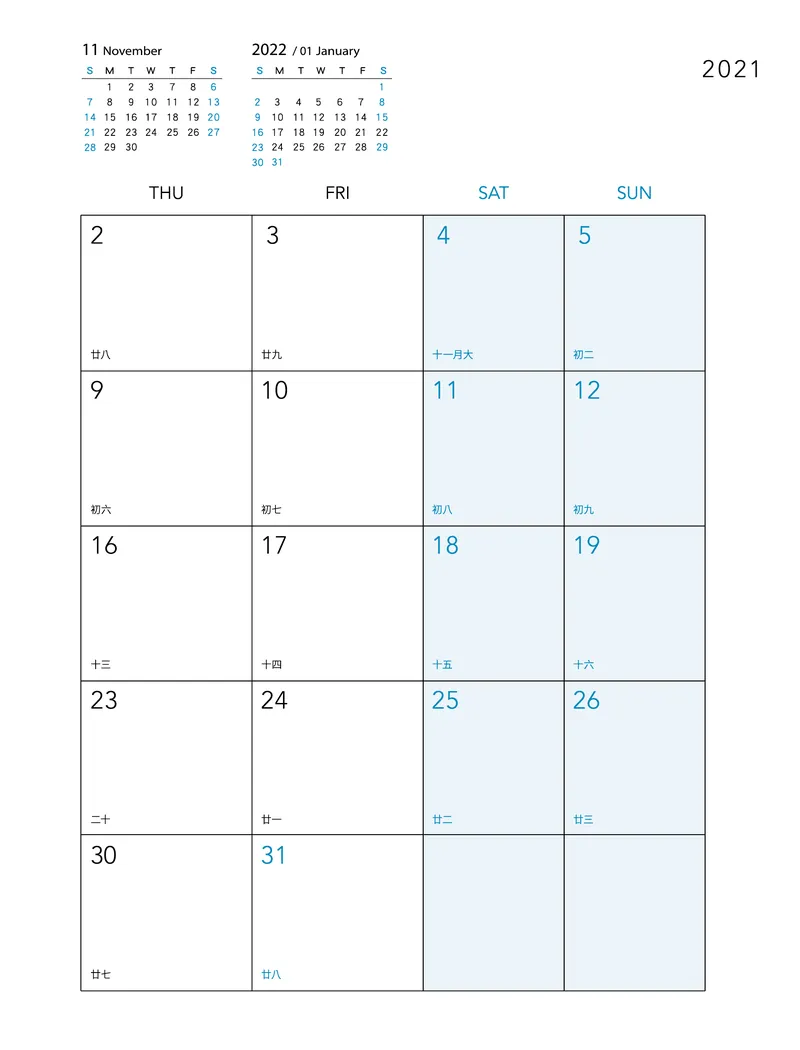 11 November
S M T W T F S
1 2 3 7 8 6
7 8 9 10 11 12 13
14 15 16 17 18 19 20
21 22 23 24 25 26 27
28 29 30
2022 / 01 January
S M T W T F S
1
2 3 4 5 6 7 8
9 10 11 12 13 14 15
16 17 18 19 20 21 22
23 24 25 26 27 28 29
30 31
2021
THU FRI SAT SUN
2 3 4 5
廿八 廿九 十一月大 初二
9 10 11 12
初六 初七 初八 初九
16 17 18 19
十三 十四 十五 十六
23 24 25 26
二十 廿一 廿二 廿三
30 31
廿七 廿八